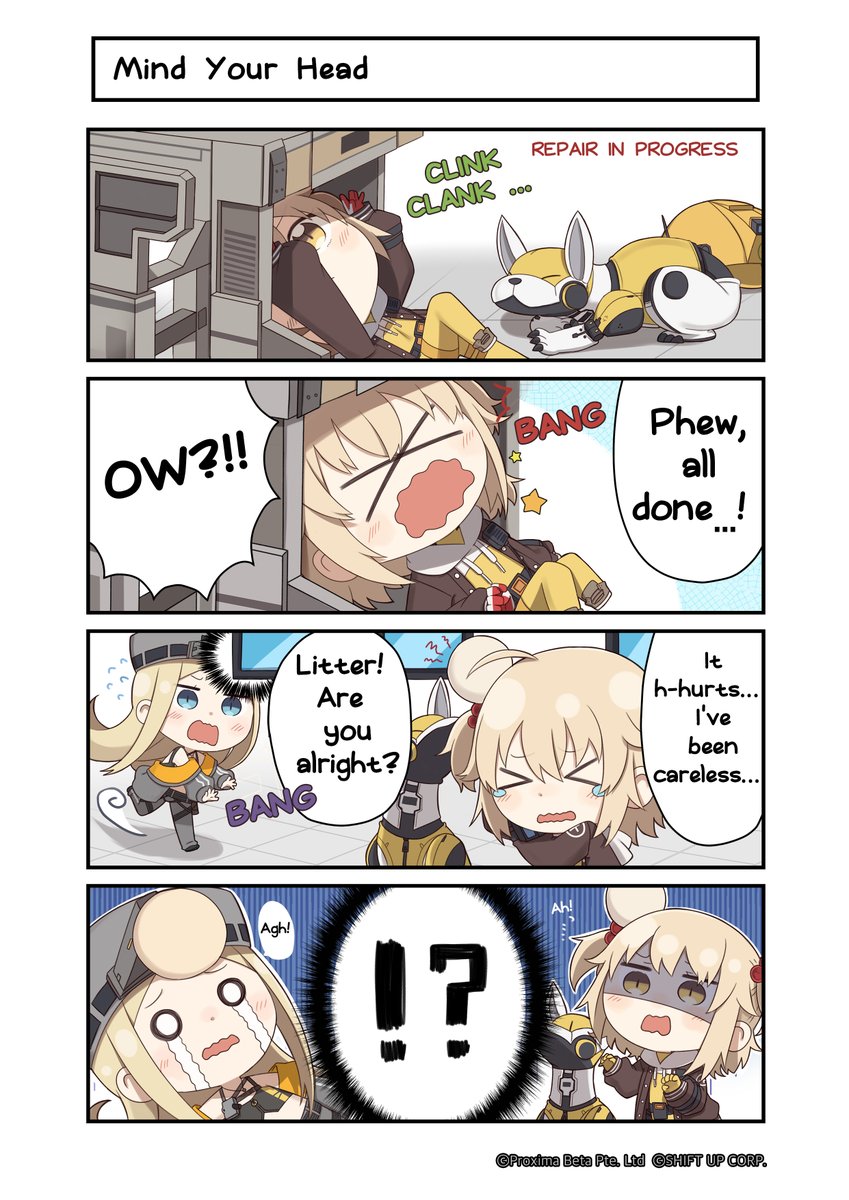 Mind Your Head
REPAIR IN PROGRESS
CLINK
CLANK ...
Phew,
all
done...!
BANG
OW?!!
It
h-hurts...
I've
been
careless...
Litter!
Are
you
alright?
BANG
Ah!
!?
Agh!
©Proxima Beta Pte. Ltd ©SHIFT UP CORP.